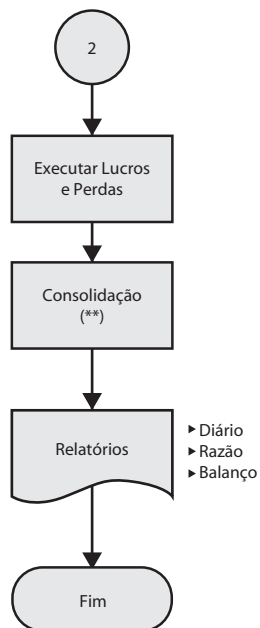 2
Executar Lucros
e Perdas
Consolidação
(**)
Relatórios
▸Diário
▸Razão
▸Balanço
Fim